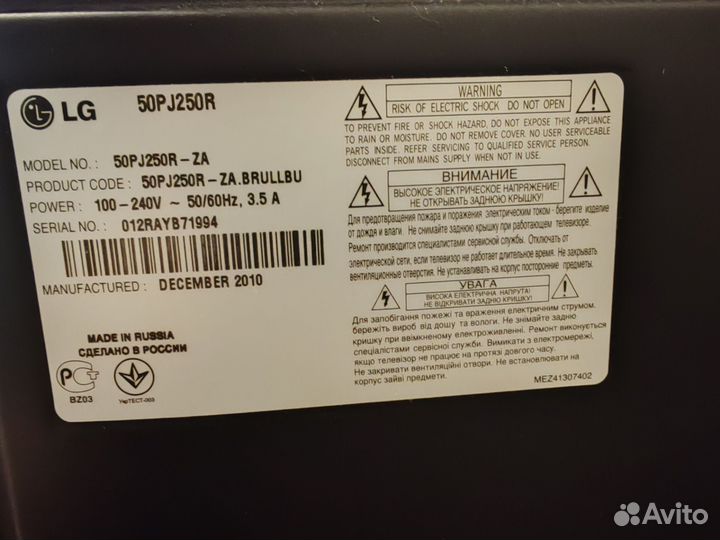 LG 50PJ250R
MODEL NO. : 50PJ250R-ZA
PRODUCT CODE : 50PJ250R-ZA.BRULLBU
POWER : 100-240V ~ 50/60Hz, 3.5 A
SERIAL NO. : 012RAYB71994
MANUFACTURED : DECEMBER 2010
MADE IN RUSSIA
СДЕЛАНО В РОССИИ
РСт
BZ03
УкрТЕСТ-003
WARNING
RISK OF ELECTRIC SHOCK DO NOT OPEN
TO PREVENT FIRE OR SHOCK, DO NOT EXPOSE THIS APPLIANCE
TO RAIN OR MOISTURE. DO NOT REMOVE BACK. NO USER SERVICEABLE
PARTS INSIDE. REFER SERVICING TO QUALIFIED SERVICE PERSON.
DISCONNECT FROM MAINS SUPPLY WHEN NOT IN USE.
ВНИМАНИЕ
ВЫСОКОЕ ЭЛЕКТРИЧЕСКОЕ НАПРЯЖЕНИЕ!
НЕ ОТКРЫВАТЬ ЗАДНЮЮ КРЫШКУ!
Для предотвращения пожара и поражения электрическим током - берегите
от дождя и влаги. Не снимайте заднюю крышку при работающем телевизоре.
Ремонт производится специалистами сервисной службы. Отключать от
электрической сети, если телевизор не работает длительное время. Не закрывать
вентиляционные отверстия. Не устанавливать на корпус посторонние предметы.
УВАГА
ВИСОКА ЕЛЕКТРИЧНА НАПРУГА!
НЕ ВІДКРИВАТИ ЗАДНЮ КРИШКУ!
Для запобігання пожежі та враження електричним струмом,
бережіть виріб від дощу та вологи. Не знімайте задню
кришку при ввімкненому електроживленні. Ремонт виконується
спеціалістами сервісної служби. Вимикати з електромережі,
якщо телевізор не працює на протязі довгого часу.
Не закривати вентиляційні отвори. Не встановлювати на
корпус зайві предмети.
MEZ41307402
Avito